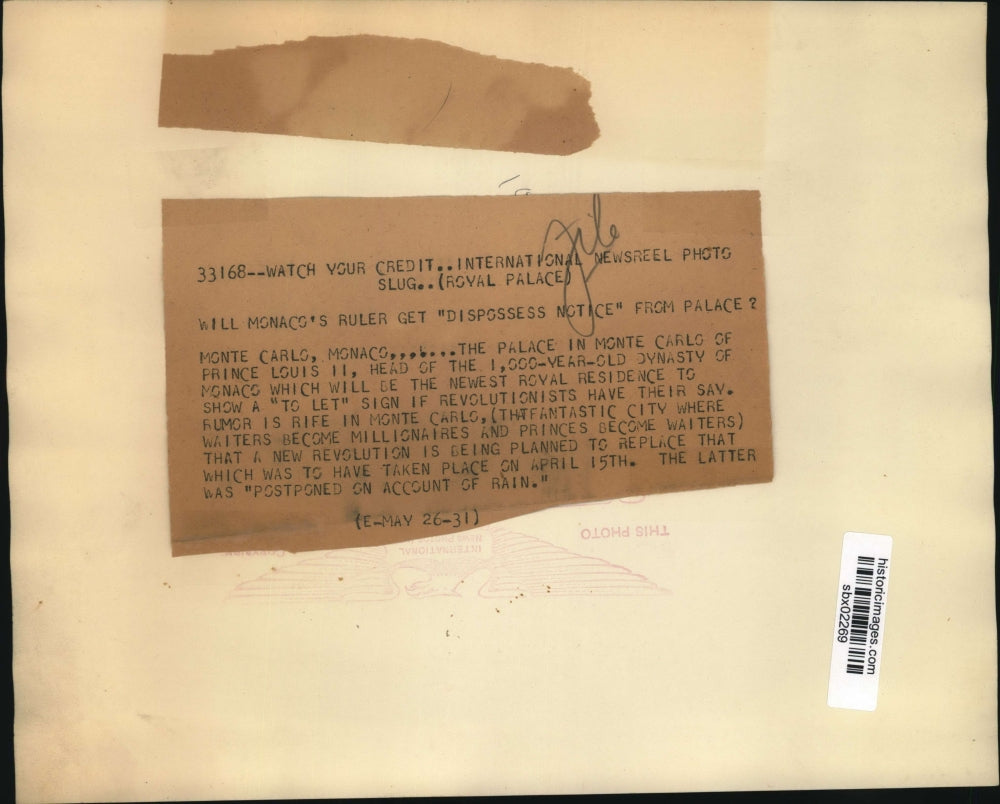 File
33168--WATCH YOUR CREDIT..INTERNATIONAL NEWSREEL PHOTO
SLUG..(ROYAL PALACE)
WILL MONACO'S RULER GET "DISPOSSESS NOTICE" FROM PALACE?
MONTE CARLO, MONACO,,,,...THE PALACE IN MONTE CARLO OF
PRINCE LOUIS II, HEAD OF THE 1,000-YEAR-OLD DYNASTY OF
MONACO WHICH WILL BE THE NEWEST ROYAL RESIDENCE TO
SHOW A "TO LET" SIGN IF REVOLUTIONISTS HAVE THEIR SAY.
RUMOR IS RIFE IN MONTE CARLO,(THTFANTASTIC CITY WHERE
WAITERS BECOME MILLIONAIRES AND PRINCES BECOME WAITERS)
THAT A NEW REVOLUTION IS BEING PLANNED TO REPLACE THAT
WHICH WAS TO HAVE TAKEN PLACE ON APRIL 15TH. THE LATTER
WAS "POSTPONED ON ACCOUNT OF RAIN."
(E-MAY 26-31)
THIS PHOTO
INTERNATIONAL
NEWS PHOTOS
historicimages.com
sbx02269